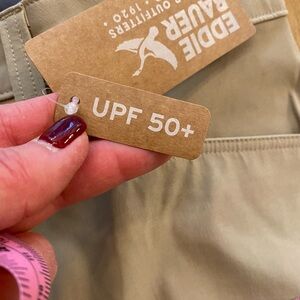 EDDIE
BAUER
OUTFITTERS
1920
UPF 50+